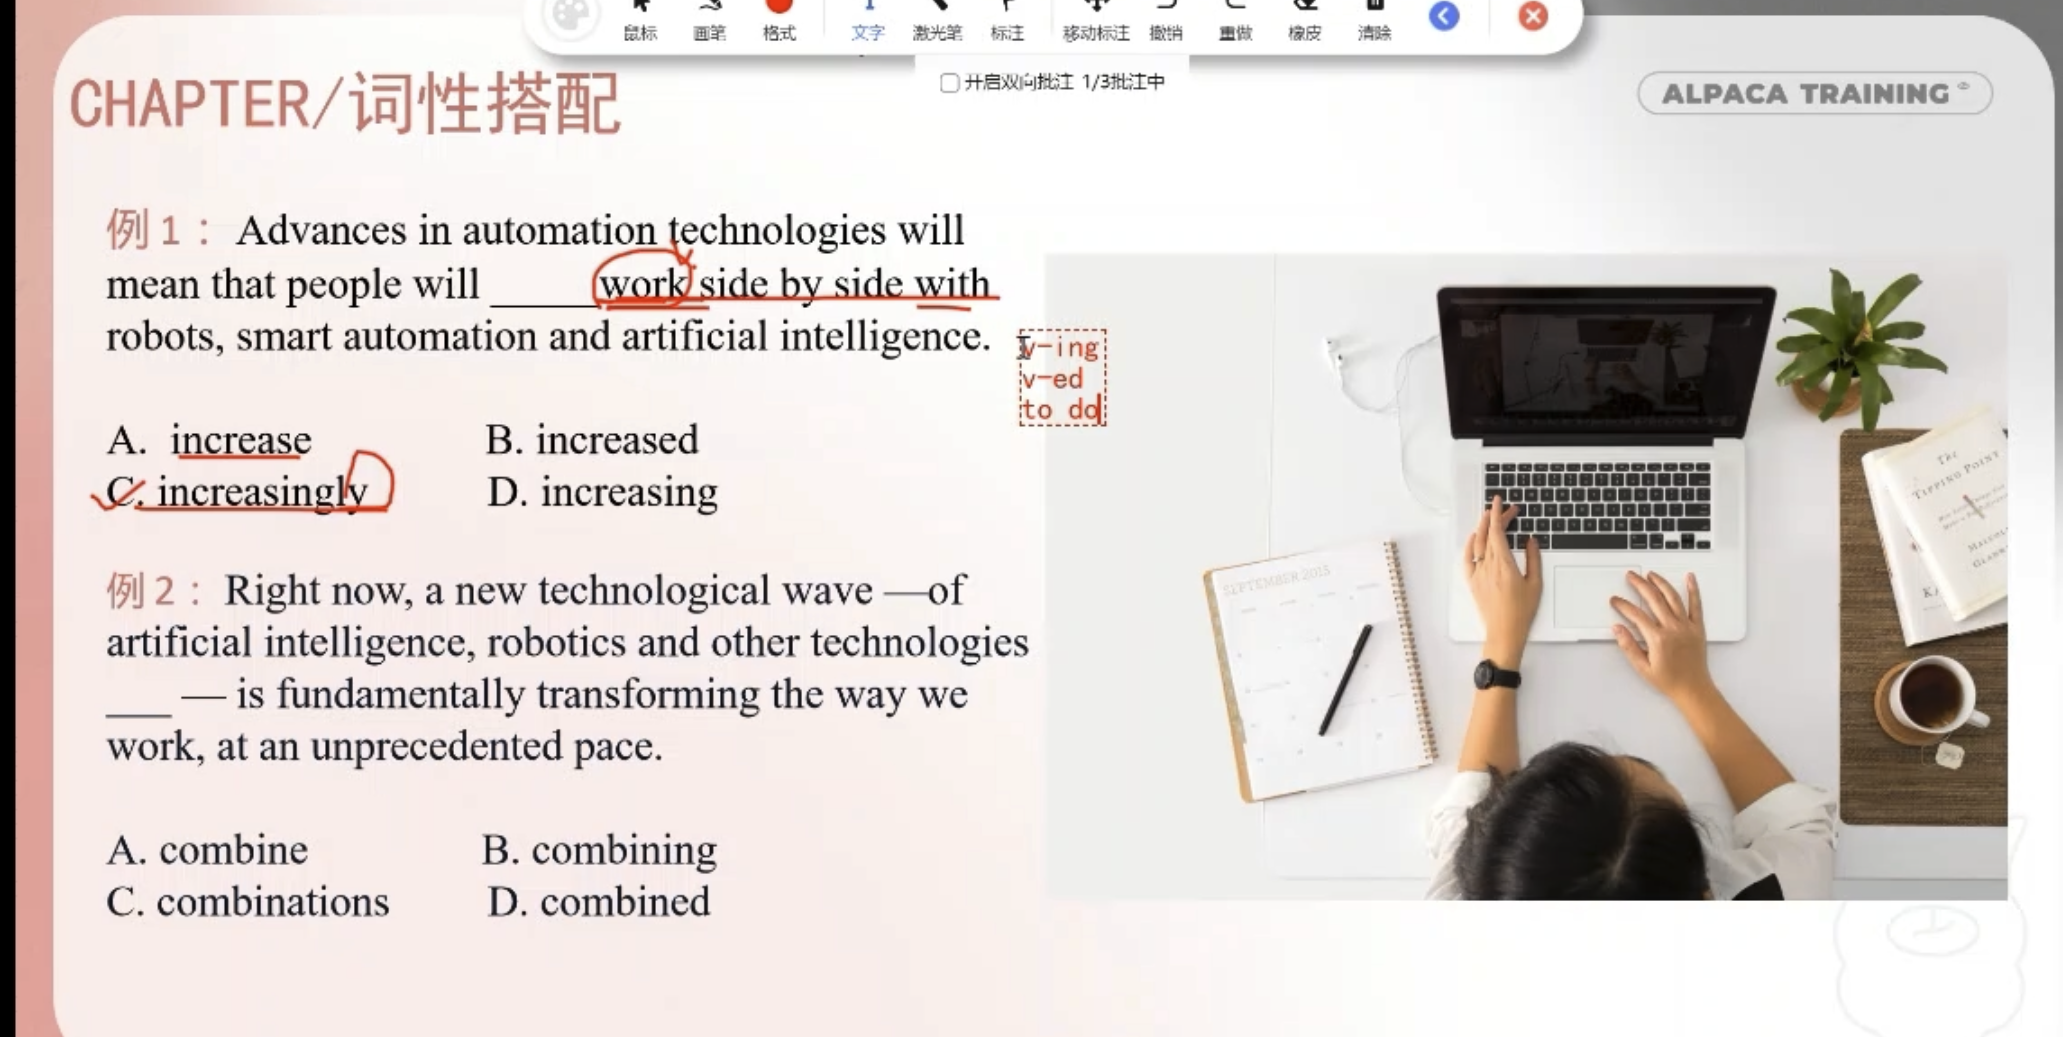 鼠标 画笔 格式 文字 激光笔 标注 移动标注 撤销 重做 橡皮 清除
开启双向批注 1/3批注中
CHAPTER/词性搭配
ALPACA TRAINING
例1： Advances in automation technologies will
mean that people will _____work side by side with
robots, smart automation and artificial intelligence.
v-ing
v-ed
to do
A. increase B. increased
C. increasingly D. increasing
例2： Right now, a new technological wave —of
artificial intelligence, robotics and other technologies
___ — is fundamentally transforming the way we
work, at an unprecedented pace.
A. combine B. combining
C. combinations D. combined
SEPTEMBER 2015
The
TIPPING POINT